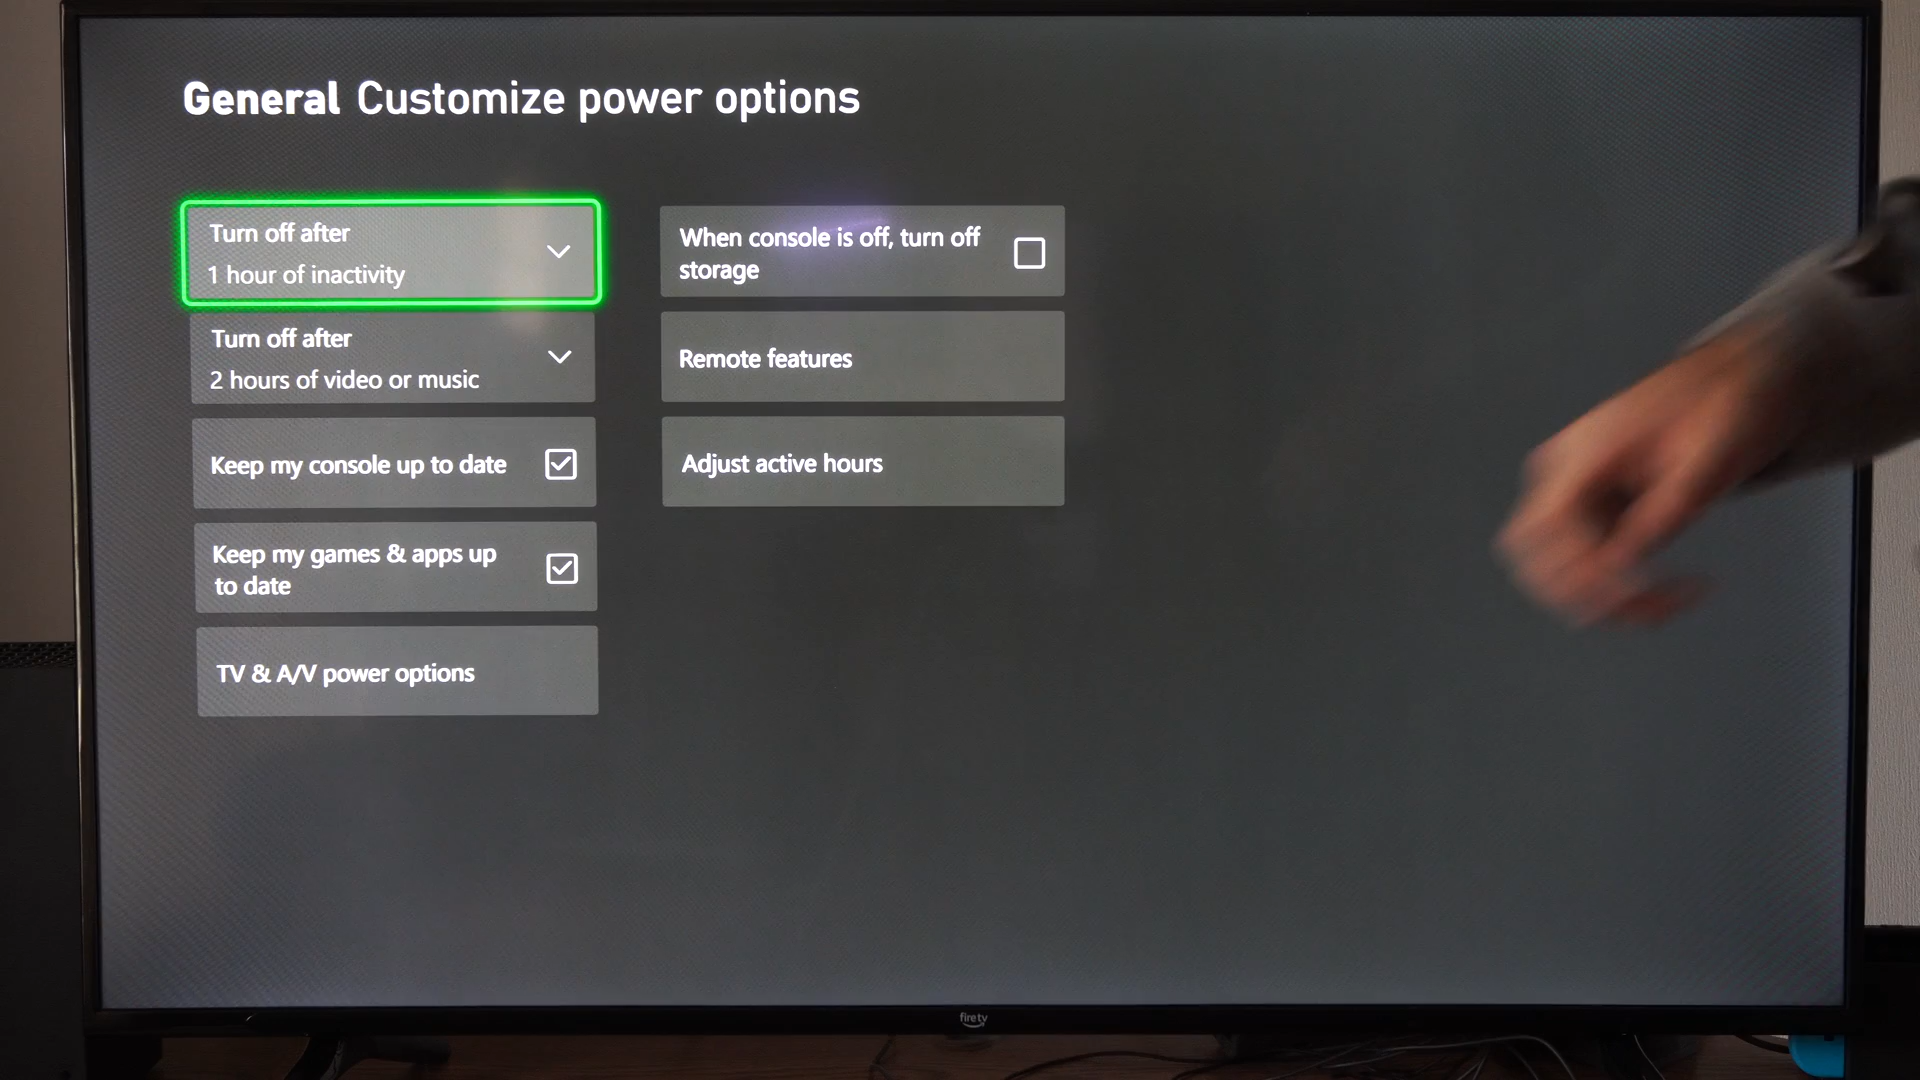 General Customize power options
Turn off after
1 hour of inactivity
Turn off after
2 hours of video or music
Keep my console up to date
Keep my games & apps up
to date
TV & A/V power options
When console is off, turn off
storage
Remote features
Adjust active hours
firetv